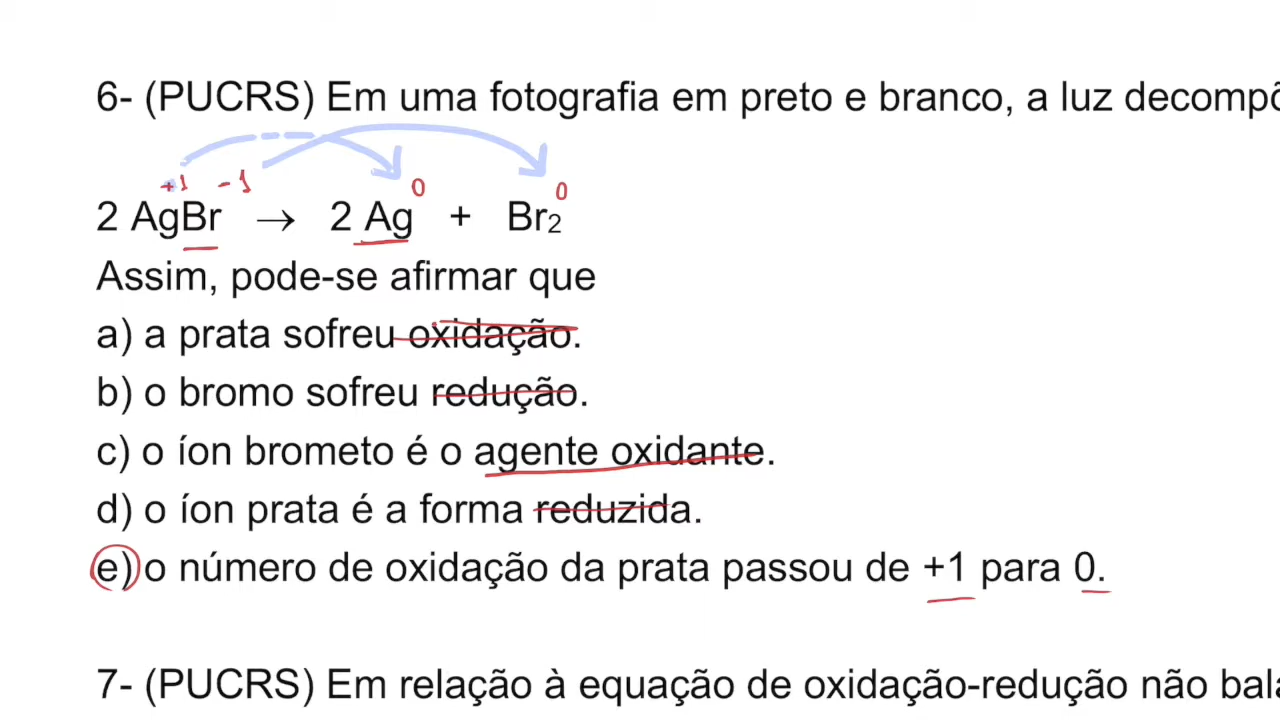 6- (PUCRS) Em uma fotografia em preto e branco, a luz
+1 -1 0 0
2 AgBr → 2 Ag + Br₂
Assim, pode-se afirmar que
a) a prata sofreu oxidação.
b) o bromo sofreu redução.
c) o íon brometo é o agente oxidante.
d) o íon prata é a forma reduzida.
e) o número de oxidação da prata passou de +1 para 0.
7- (PUCRS) Em relação à equação de oxidação-redução não